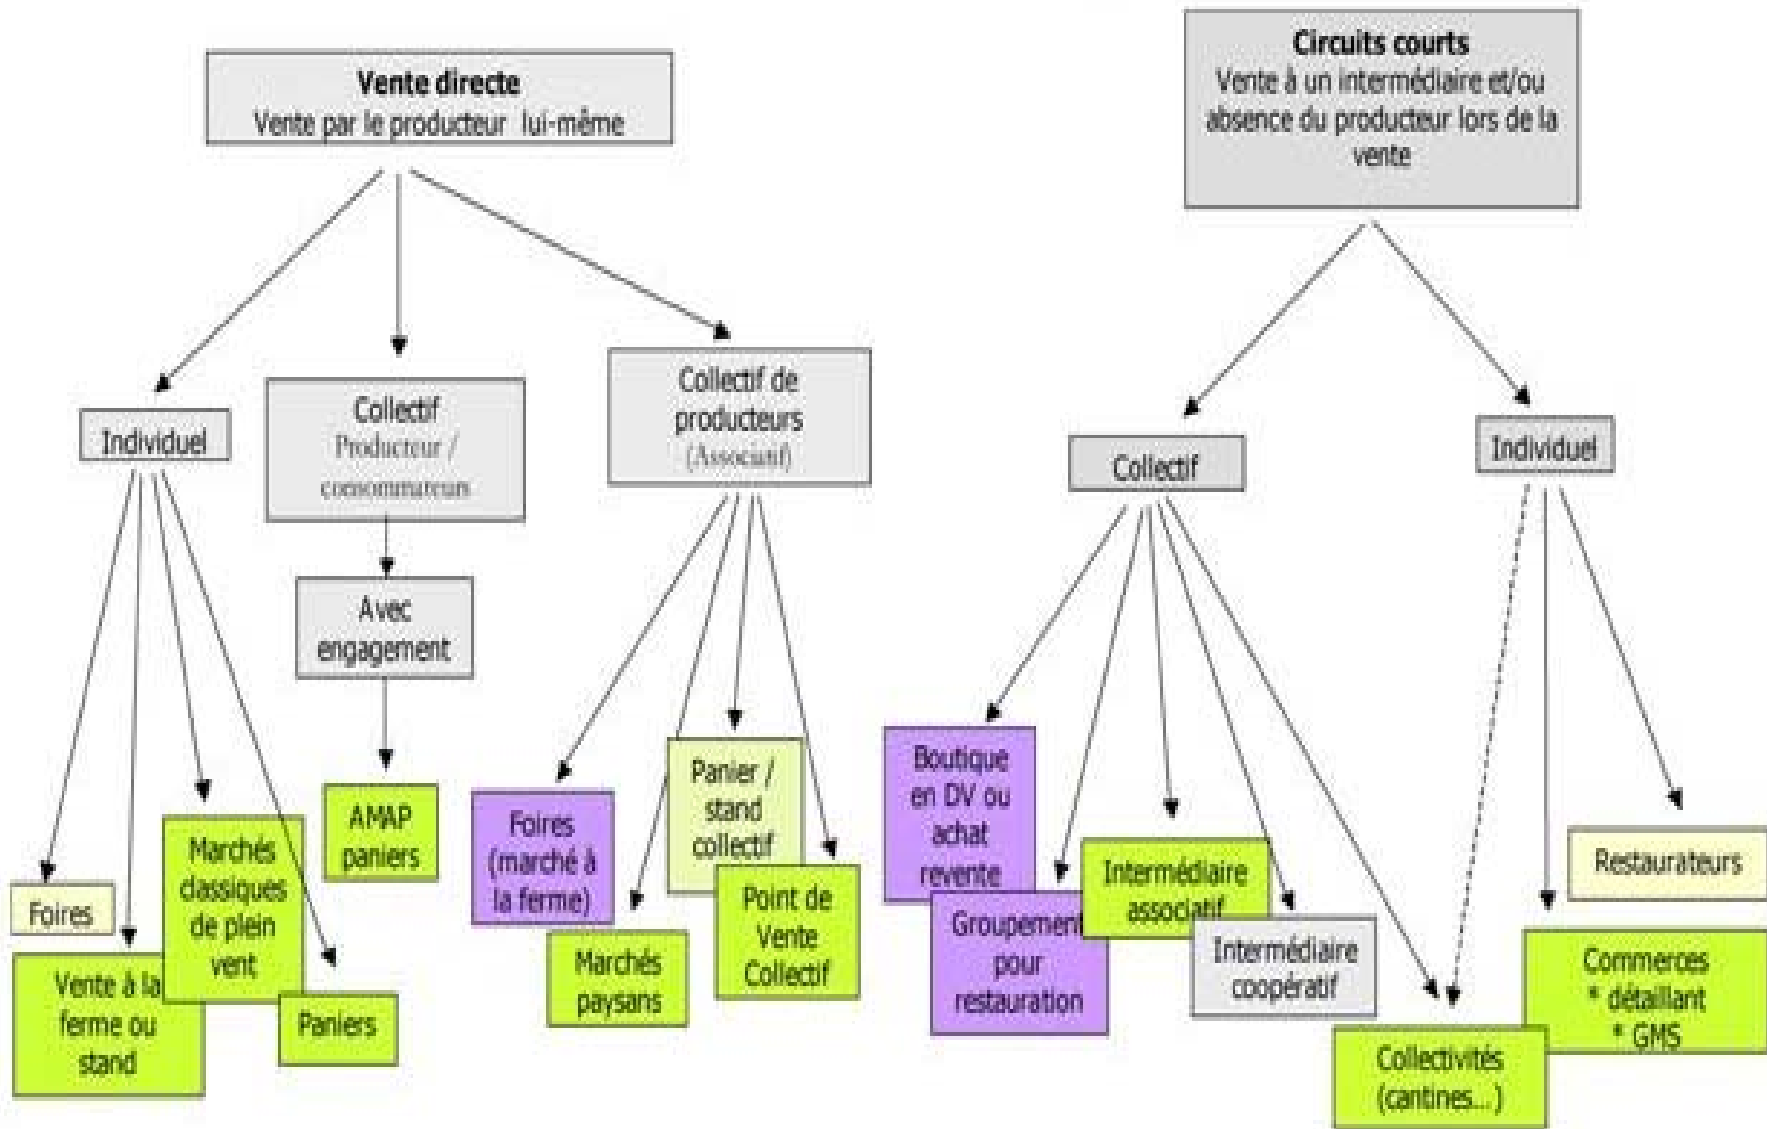 Vente directe
Vente par le producteur lui-même
Circuits courts
Vente à un intermédiaire et/ou
absence du producteur lors de la
vente
Individuel
Collectif
Producteur /
consommateurs
Collectif de
producteurs
(Associatif)
Collectif
Individuel
Avec
engagement
Foires
Vente à la
ferme ou
stand
Marchés
classiques
de plein
vent
Paniers
AMAP
paniers
Foires
(marché à
la ferme)
Marchés
paysans
Panier /
stand
collectif
Point de
Vente
Collectif
Boutique
en DV ou
achat
revente
Groupement
pour
restauration
Intermédiaire
associatif
Intermédiaire
coopératif
Collectivités
(cantines...)
Commerces
* détaillant
* GMS
Restaurateurs